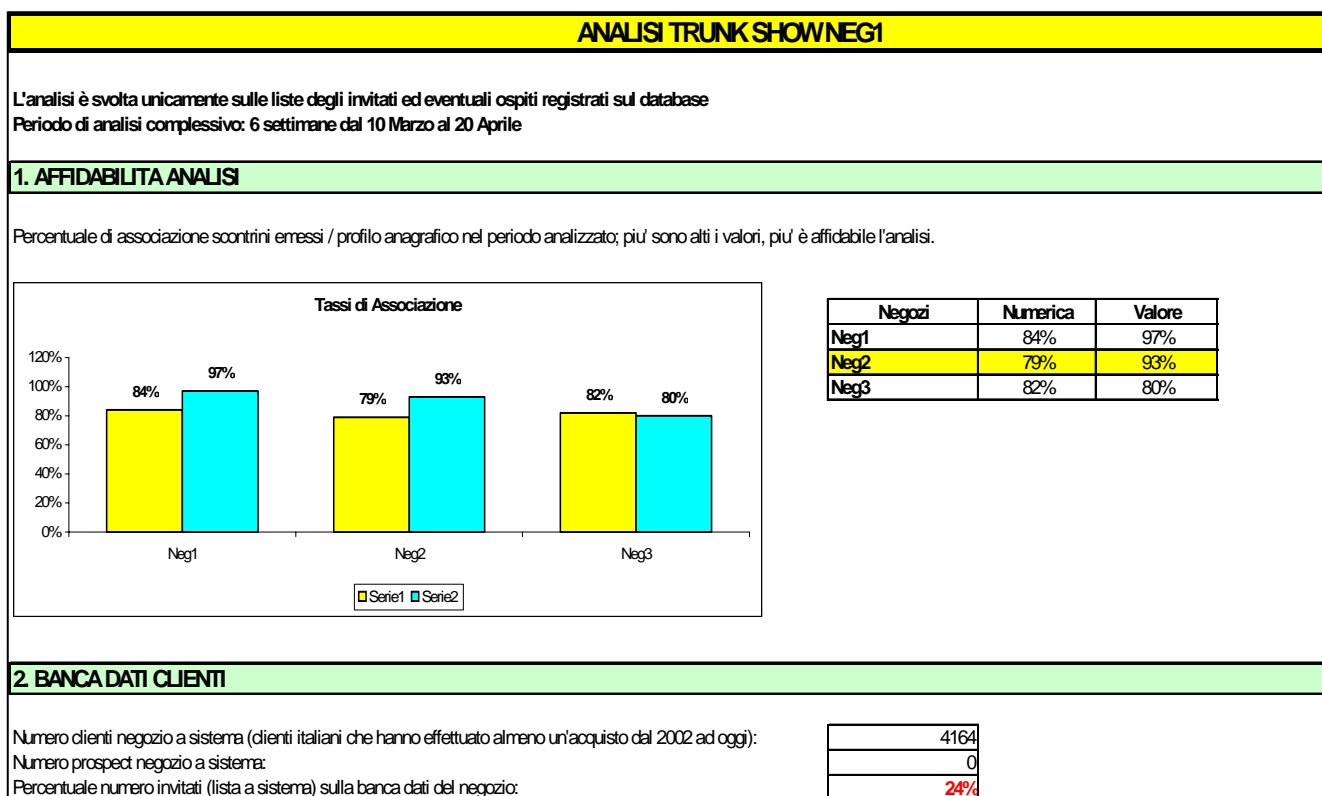 ANALISI TRUNK SHOW NEG1
L'analisi è svolta unicamente sulle liste degli invitati ed eventuali ospiti registrati sul database
Periodo di analisi complessivo: 6 settimane dal 10 Marzo al 20 Aprile
1. AFFIDABILITA ANALISI
Percentuale di associazione scontrini emessi / profilo anagrafico nel periodo analizzato; piu' sono alti i valori, piu' è affidabile l'analisi.
Tassi di Associazione
120%
100%
80%
60%
40%
20%
0%
84% 97% 79% 93% 82% 80%
Neg1 Neg2 Neg3
Serie1 Serie2
Negozi Numerica Valore
Neg1 84% 97%
Neg2 79% 93%
Neg3 82% 80%
2. BANCA DATI CLIENTI
Numero clienti negozio a sistema (clienti italiani che hanno effettuato almeno un'acquisto dal 2002 ad oggi): 4164
Numero prospect negozio a sistema: 0
Percentuale numero invitati (lista a sistema) sulla banca dati del negozio: 24%